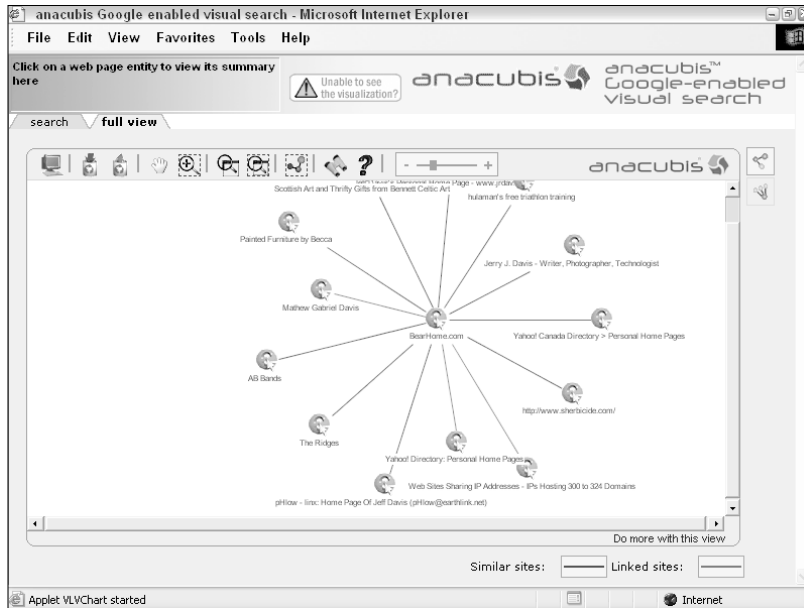 anacubis Google enabled visual search - Microsoft Internet Explorer
File Edit View Favorites Tools Help
Click on a web page entity to view its summary
here
Unable to see
the visualization?
anacubis
anacubis™
Google-enabled
visual search
search
full view
- +
anacubis
Personal Home Page - www.jrdav
Scottish Art and Thrifty Gifts from Bennett Celtic Art
hulaman's free triathlon training
Painted Furniture by Becca
Jerry J. Davis - Writer, Photographer, Technologist
Mathew Gabriel Davis
BearHome.com
Yahoo! Canada Directory > Personal Home Pages
AB Bands
http://www.sherbicide.com/
The Ridges
Yahoo! Directory: Personal Home Pages
Web Sites Sharing IP Addresses - IPs Hosting 300 to 324 Domains
pHlow - linx: Home Page Of Jeff Davis (pHlow@earthlink.net)
Do more with this view
Similar sites:
Linked sites:
Applet VLVChart started
Internet